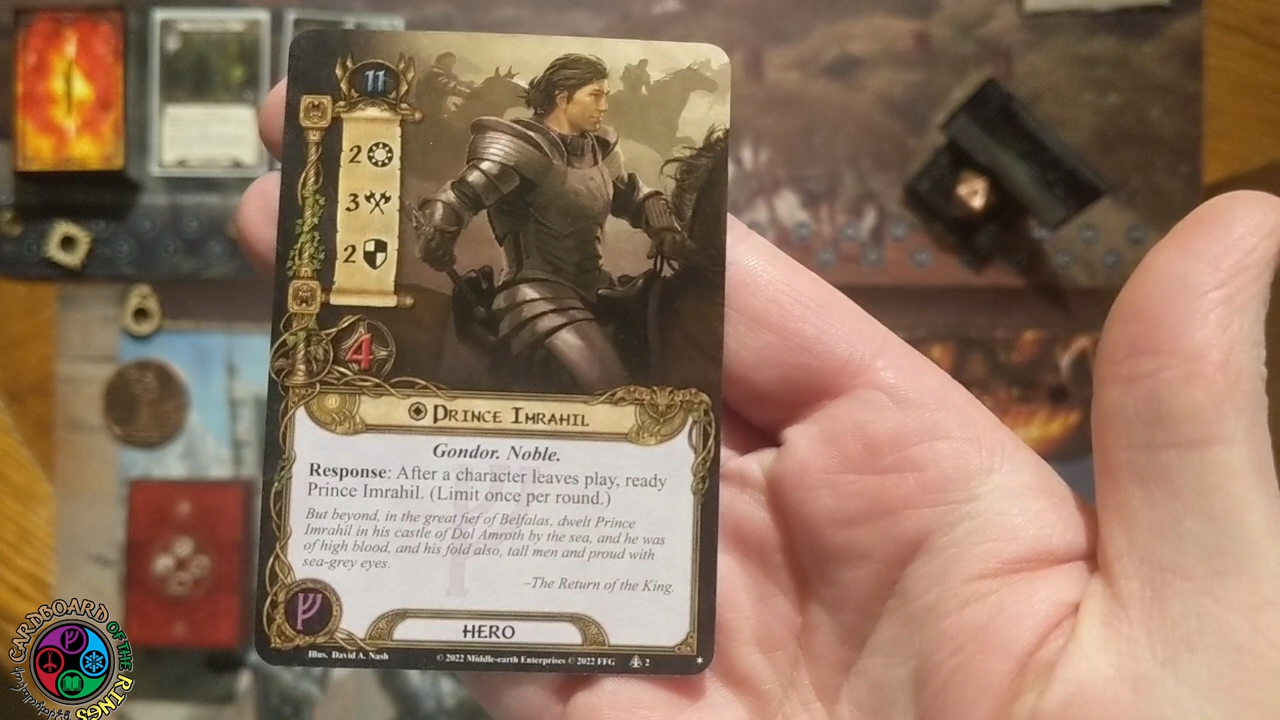 11
2
3
2
4
PRINCE IMRAHIL
Gondor. Noble.
Response: After a character leaves play, ready
Prince Imrahil. (Limit once per round.)
But beyond, in the great fief of Belfalas, dwelt Prince
Imrahil in his castle of Dol Amroth by the sea, and he was
of high blood, and his fold also, tall men and proud with
sea-grey eyes.
–The Return of the King.
HERO
Illus. David A. Nash
© 2022 Middle-earth Enterprises © 2022 FFG
2
CARDBOARD OF THE RINGS